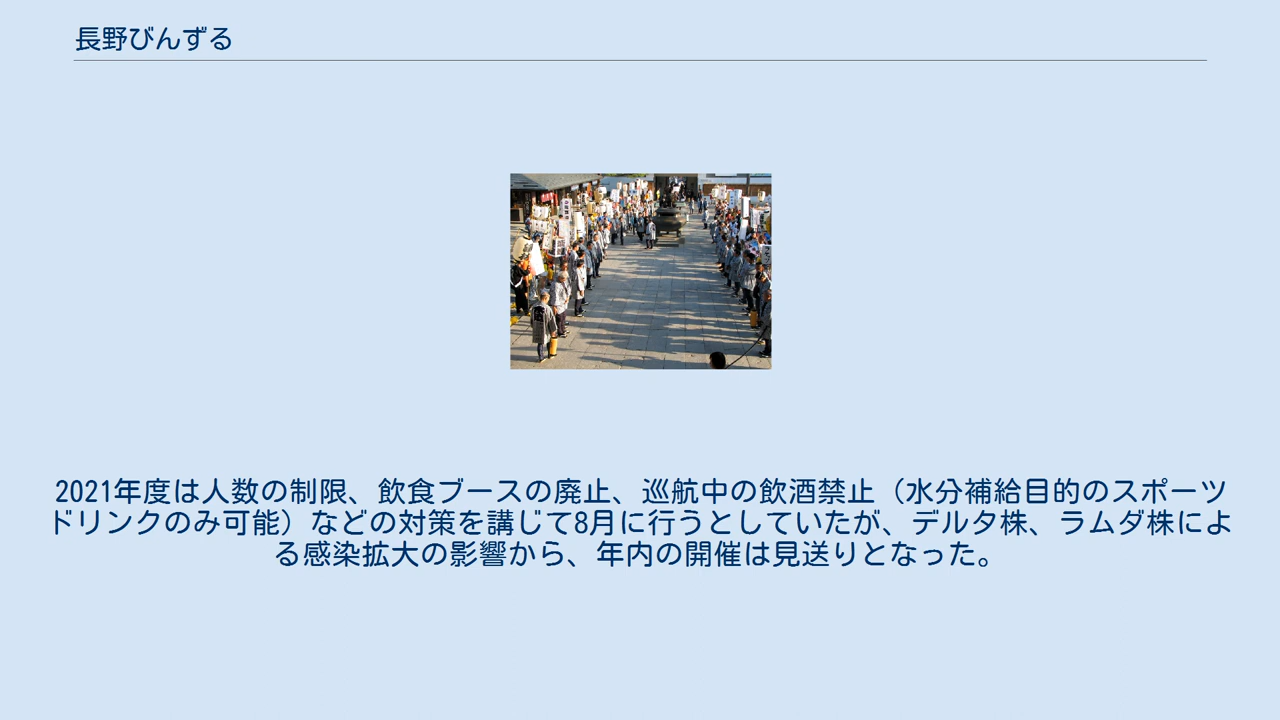 長野びんずる
2021年度は人数の制限、飲食ブースの廃止、巡航中の飲酒禁止（水分補給目的のスポーツ
ドリンクのみ可能）などの対策を講じて8月に行うとしていたが、デルタ株、ラムダ株によ
る感染拡大の影響から、年内の開催は見送りとなった。